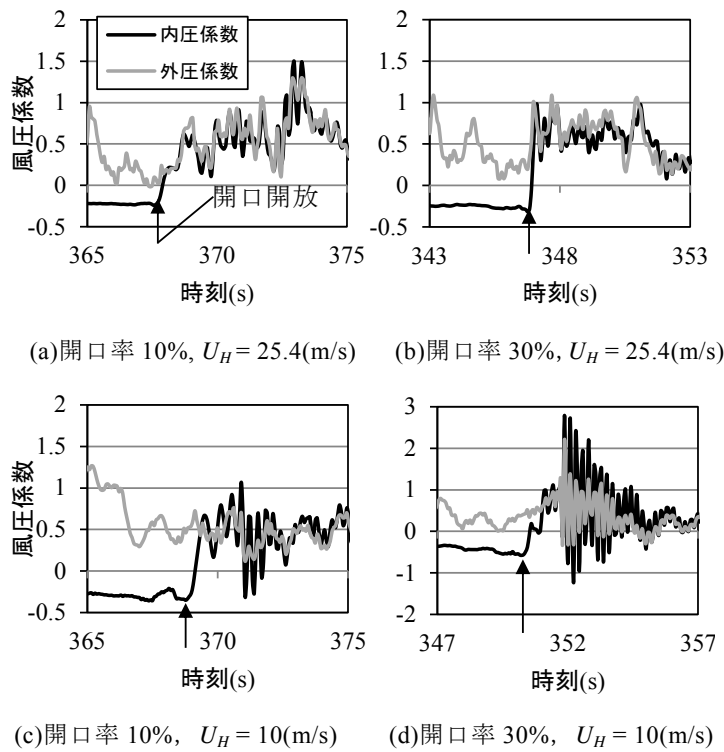 風圧係数
2
1.5
1
0.5
0
-0.5
内圧係数
外圧係数
開口開放
365 370 375
時刻(s)
2
1.5
1
0.5
0
-0.5
343 348 353
時刻(s)
(a)開口率 10%, U_H = 25.4(m/s)
(b)開口率 30%, U_H = 25.4(m/s)
風圧係数
2
1.5
1
0.5
0
-0.5
365 370 375
時刻(s)
3
2
1
0
-1
-2
347 352 357
時刻(s)
(c)開口率 10%, U_H = 10(m/s)
(d)開口率 30%, U_H = 10(m/s)